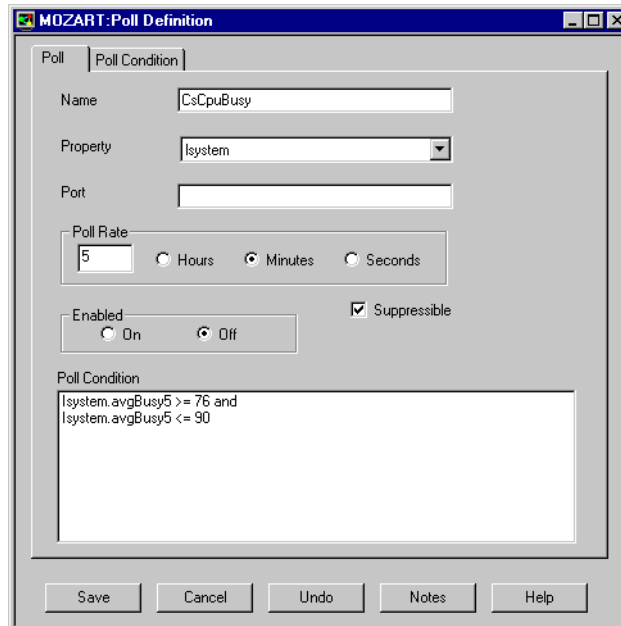 MOZART:Poll Definition
Poll
Poll Condition
Name
CsCpuBusy
Property
lsystem
Port
Poll Rate
5
Hours
Minutes
Seconds
Enabled
On
Off
Suppressible
Poll Condition
lsystem.avgBusy5 >= 76 and
lsystem.avgBusy5 <= 90
Save
Cancel
Undo
Notes
Help